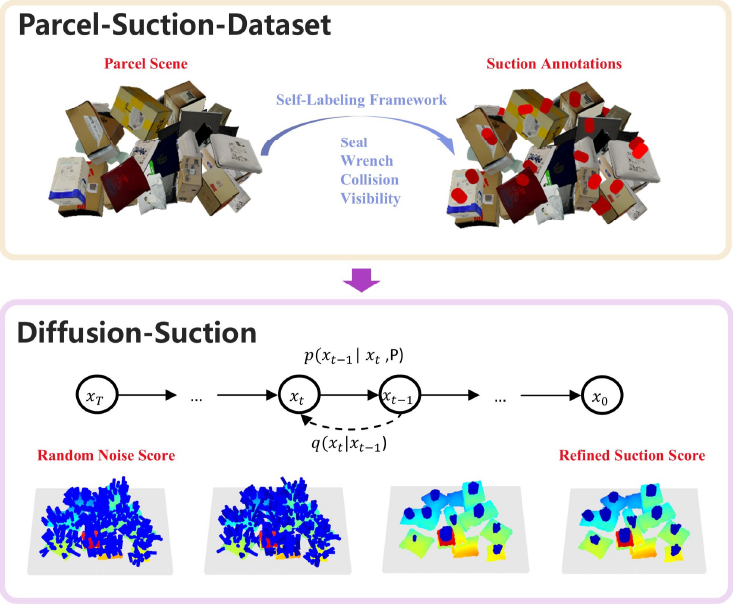 Parcel-Suction-Dataset
Parcel Scene
Suction Annotations
Self-Labeling Framework
Seal
Wrench
Collision
Visibility
Diffusion-Suction
p(x_{t-1} | x_t ,P)
x_T
...
x_t
x_{t-1}
...
x_0
q(x_t|x_{t-1})
Random Noise Score
Refined Suction Score